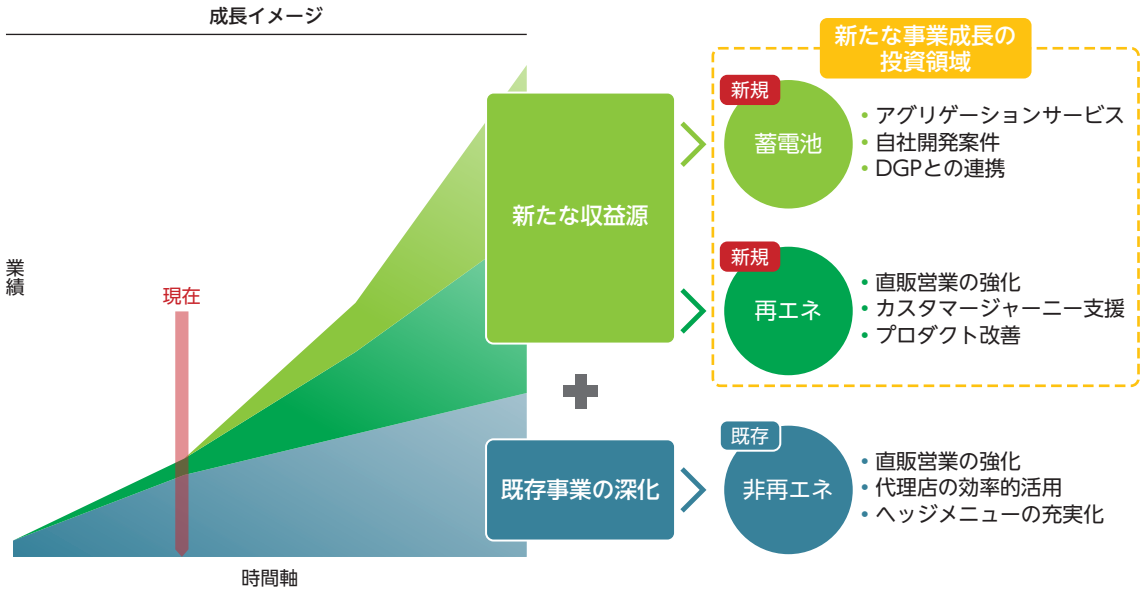 成長イメージ
業績
現在
時間軸
新たな収益源
既存事業の深化
新たな事業成長の
投資領域
新規
蓄電池
• アグリゲーションサービス
• 自社開発案件
• DGPとの連携
新規
再エネ
• 直販営業の強化
• カスタマージャーニー支援
• プロダクト改善
既存
非再エネ
• 直販営業の強化
• 代理店の効率的活用
• ヘッジメニューの充実化